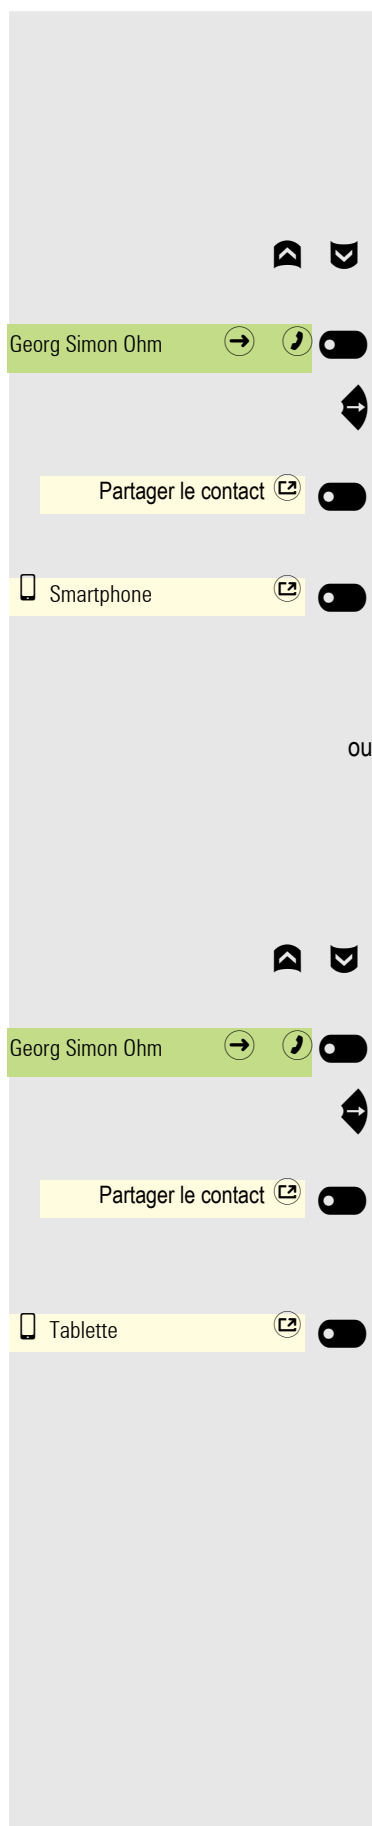 Georg Simon Ohm
Partager le contact
Smartphone
ou
Georg Simon Ohm
Partager le contact
Tablette